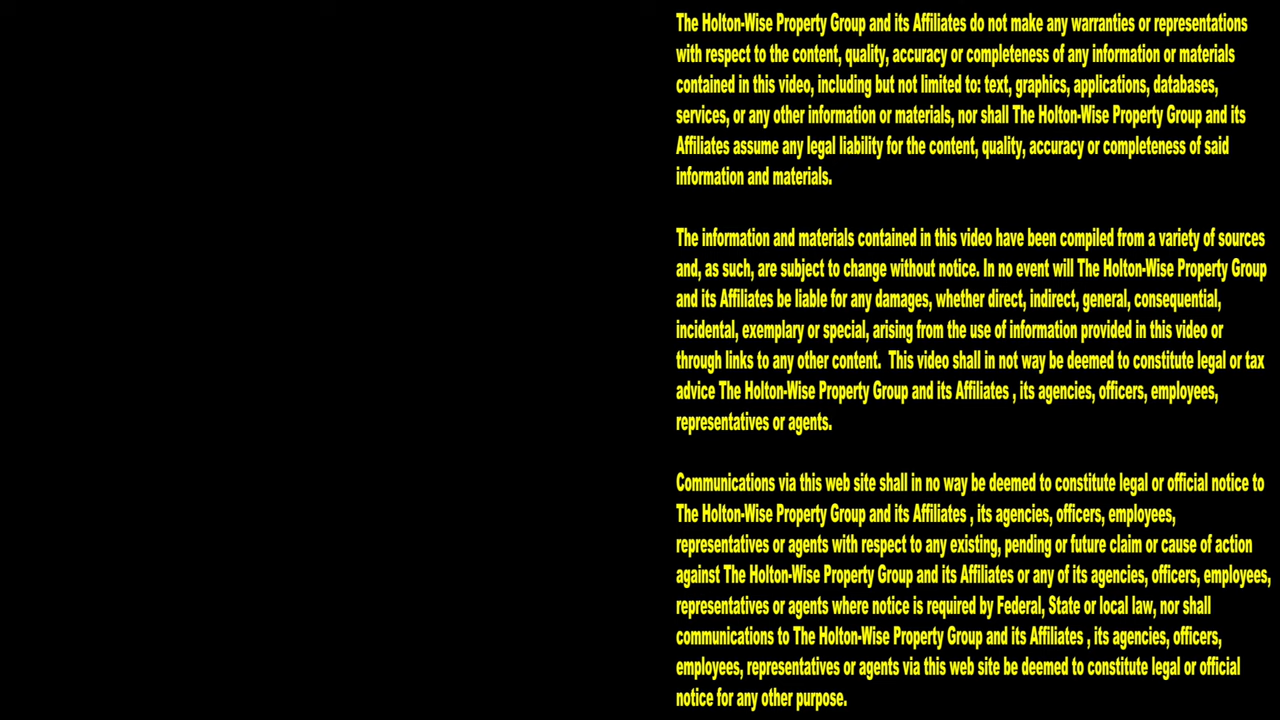 The Holton-Wise Property Group and its Affiliates do not make any warranties or representations
with respect to the content, quality, accuracy or completeness of any information or materials
contained in this video, including but not limited to: text, graphics, applications, databases,
services, or any other information or materials, nor shall The Holton-Wise Property Group and its
Affiliates assume any legal liability for the content, quality, accuracy or completeness of said
information and materials.
The information and materials contained in this video have been compiled from a variety of sources
and, as such, are subject to change without notice. In no event will The Holton-Wise Property Group
and its Affiliates be liable for any damages, whether direct, indirect, general, consequential,
incidental, exemplary or special, arising from the use of information provided in this video or
through links to any other content.  This video shall in not way be deemed to constitute legal or tax
advice The Holton-Wise Property Group and its Affiliates , its agencies, officers, employees,
representatives or agents.
Communications via this web site shall in no way be deemed to constitute legal or official notice to
The Holton-Wise Property Group and its Affiliates , its agencies, officers, employees,
representatives or agents with respect to any existing, pending or future claim or cause of action
against The Holton-Wise Property Group and its Affiliates or any of its agencies, officers, employees,
representatives or agents where notice is required by Federal, State or local law, nor shall
communications to The Holton-Wise Property Group and its Affiliates , its agencies, officers,
employees, representatives or agents via this web site be deemed to constitute legal or official
notice for any other purpose.